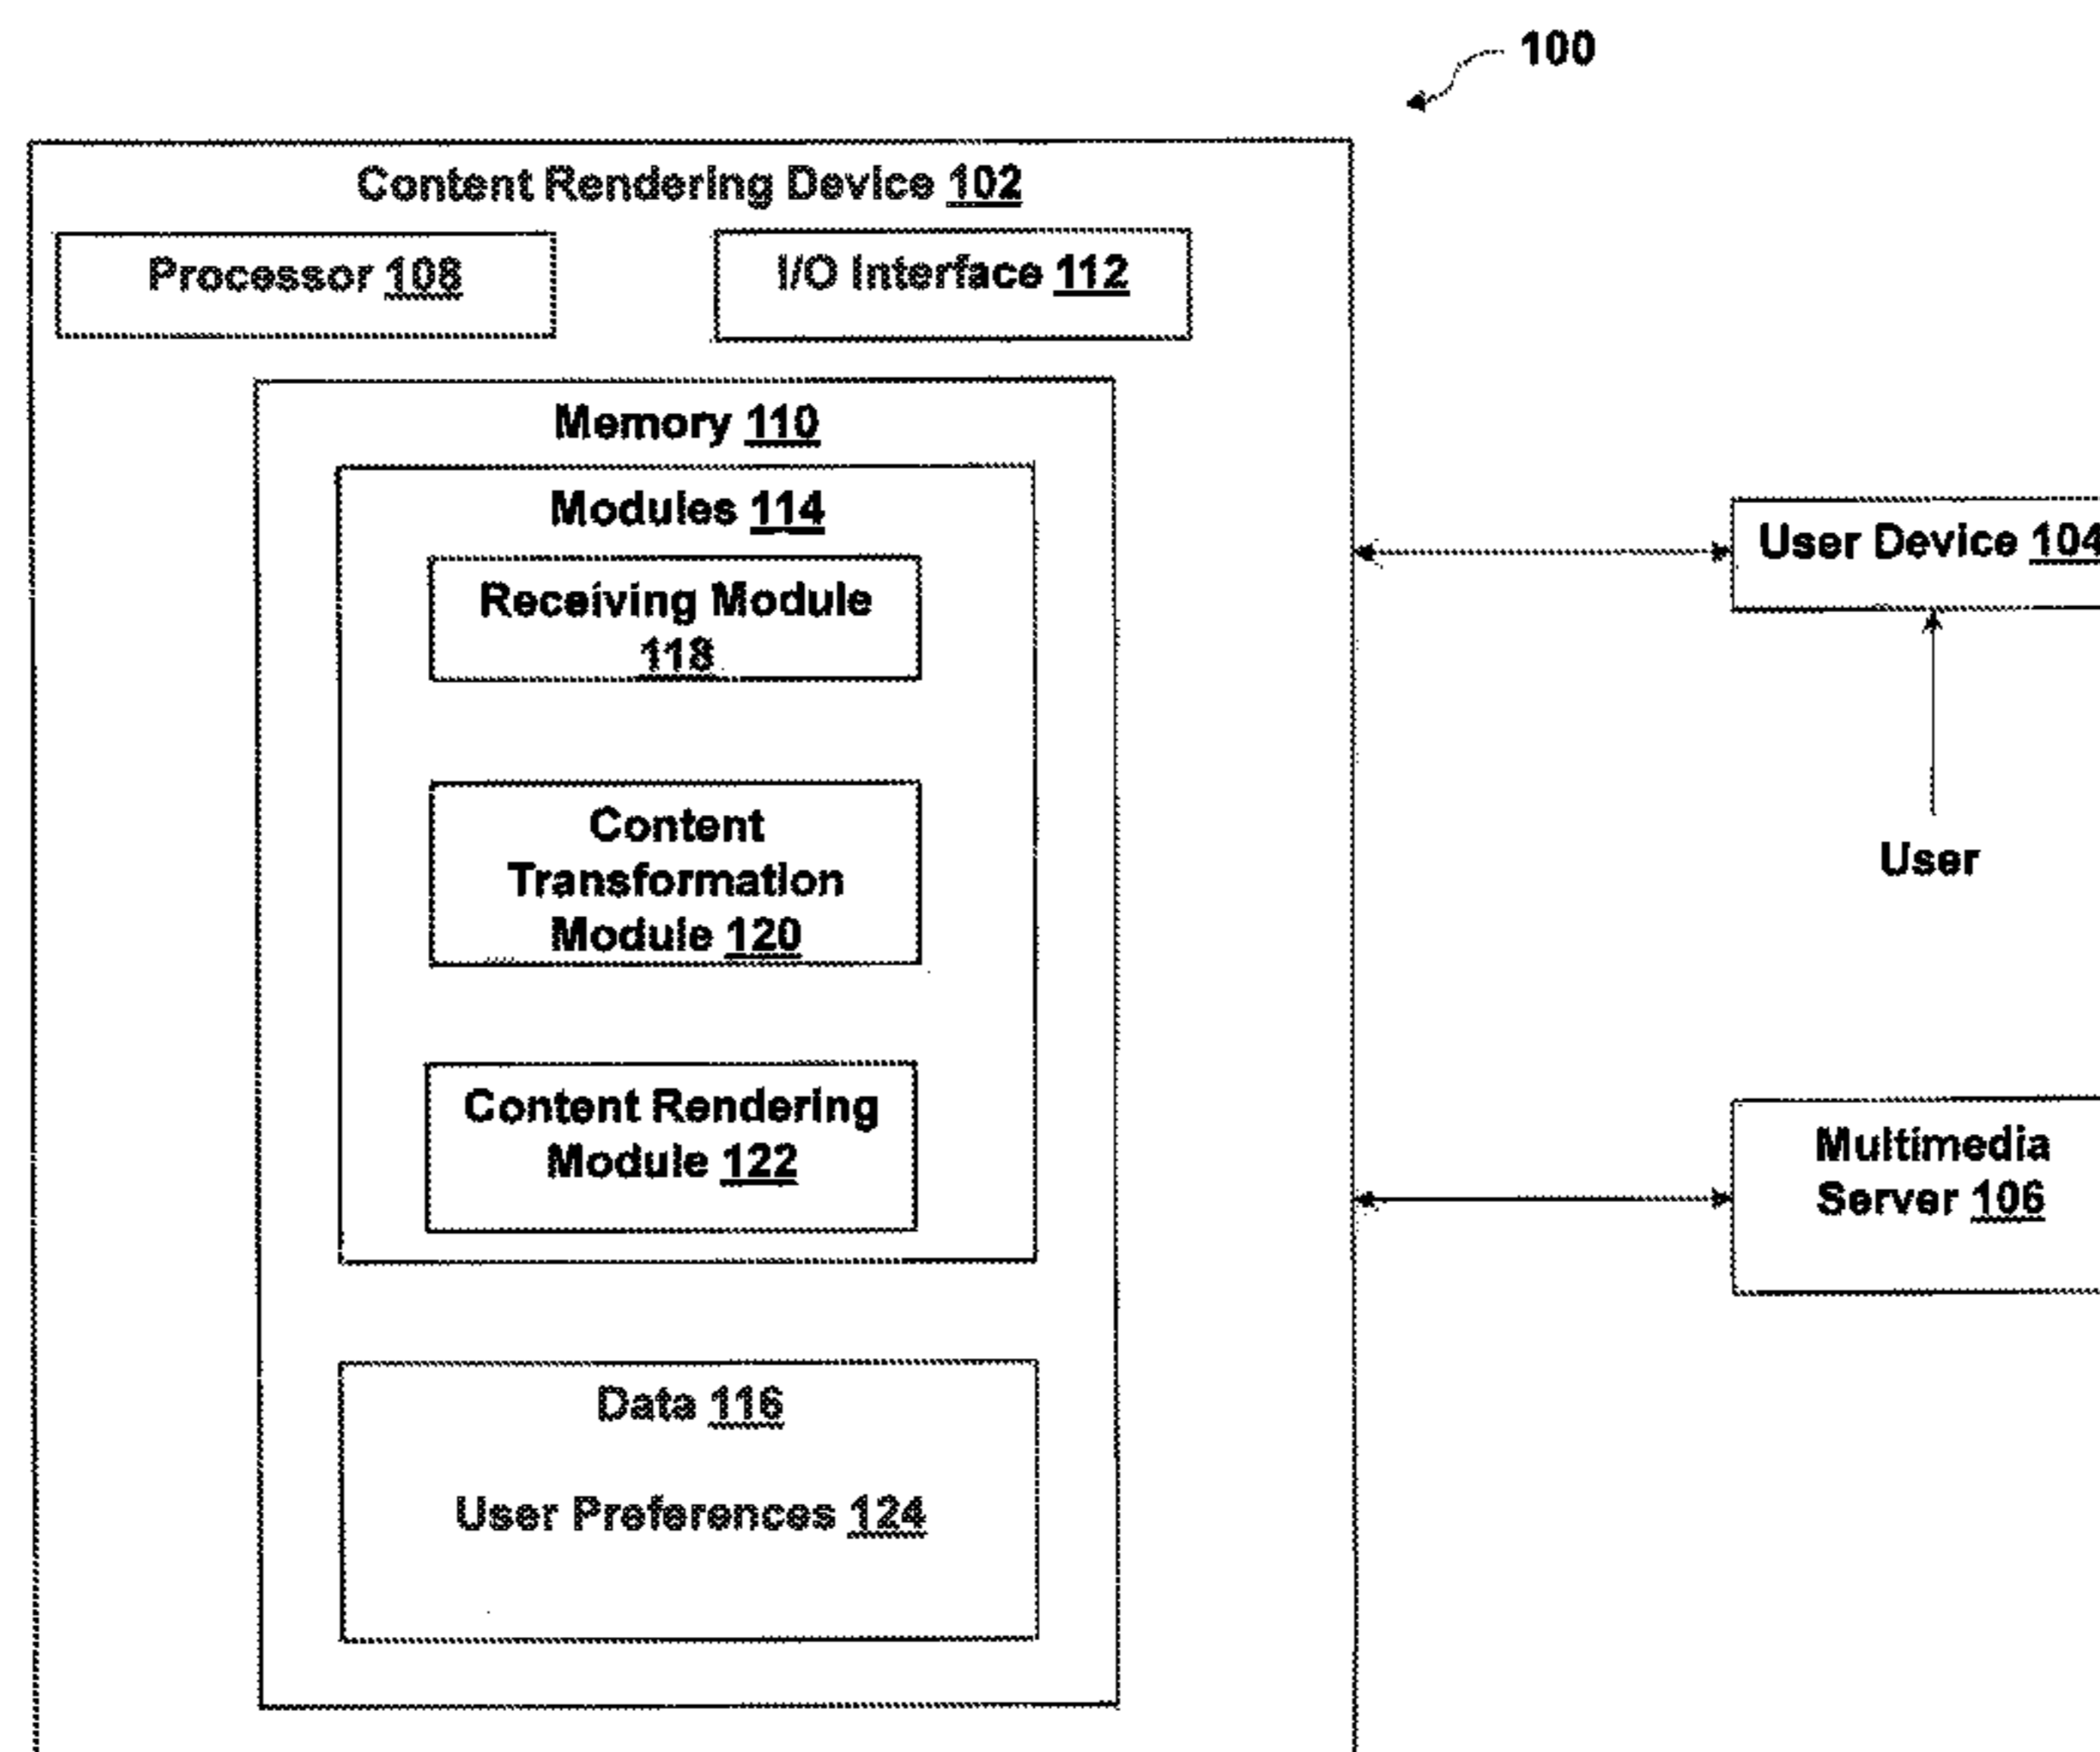 100
Content Rendering Device 102
Processor 108
I/O Interface 112
Memory 110
Modules 114
Receiving Module
118
Content
Transformation
Module 120
Content Rendering
Module 122
Data 116
User Preferences 124
User Device 104
User
Multimedia
Server 106